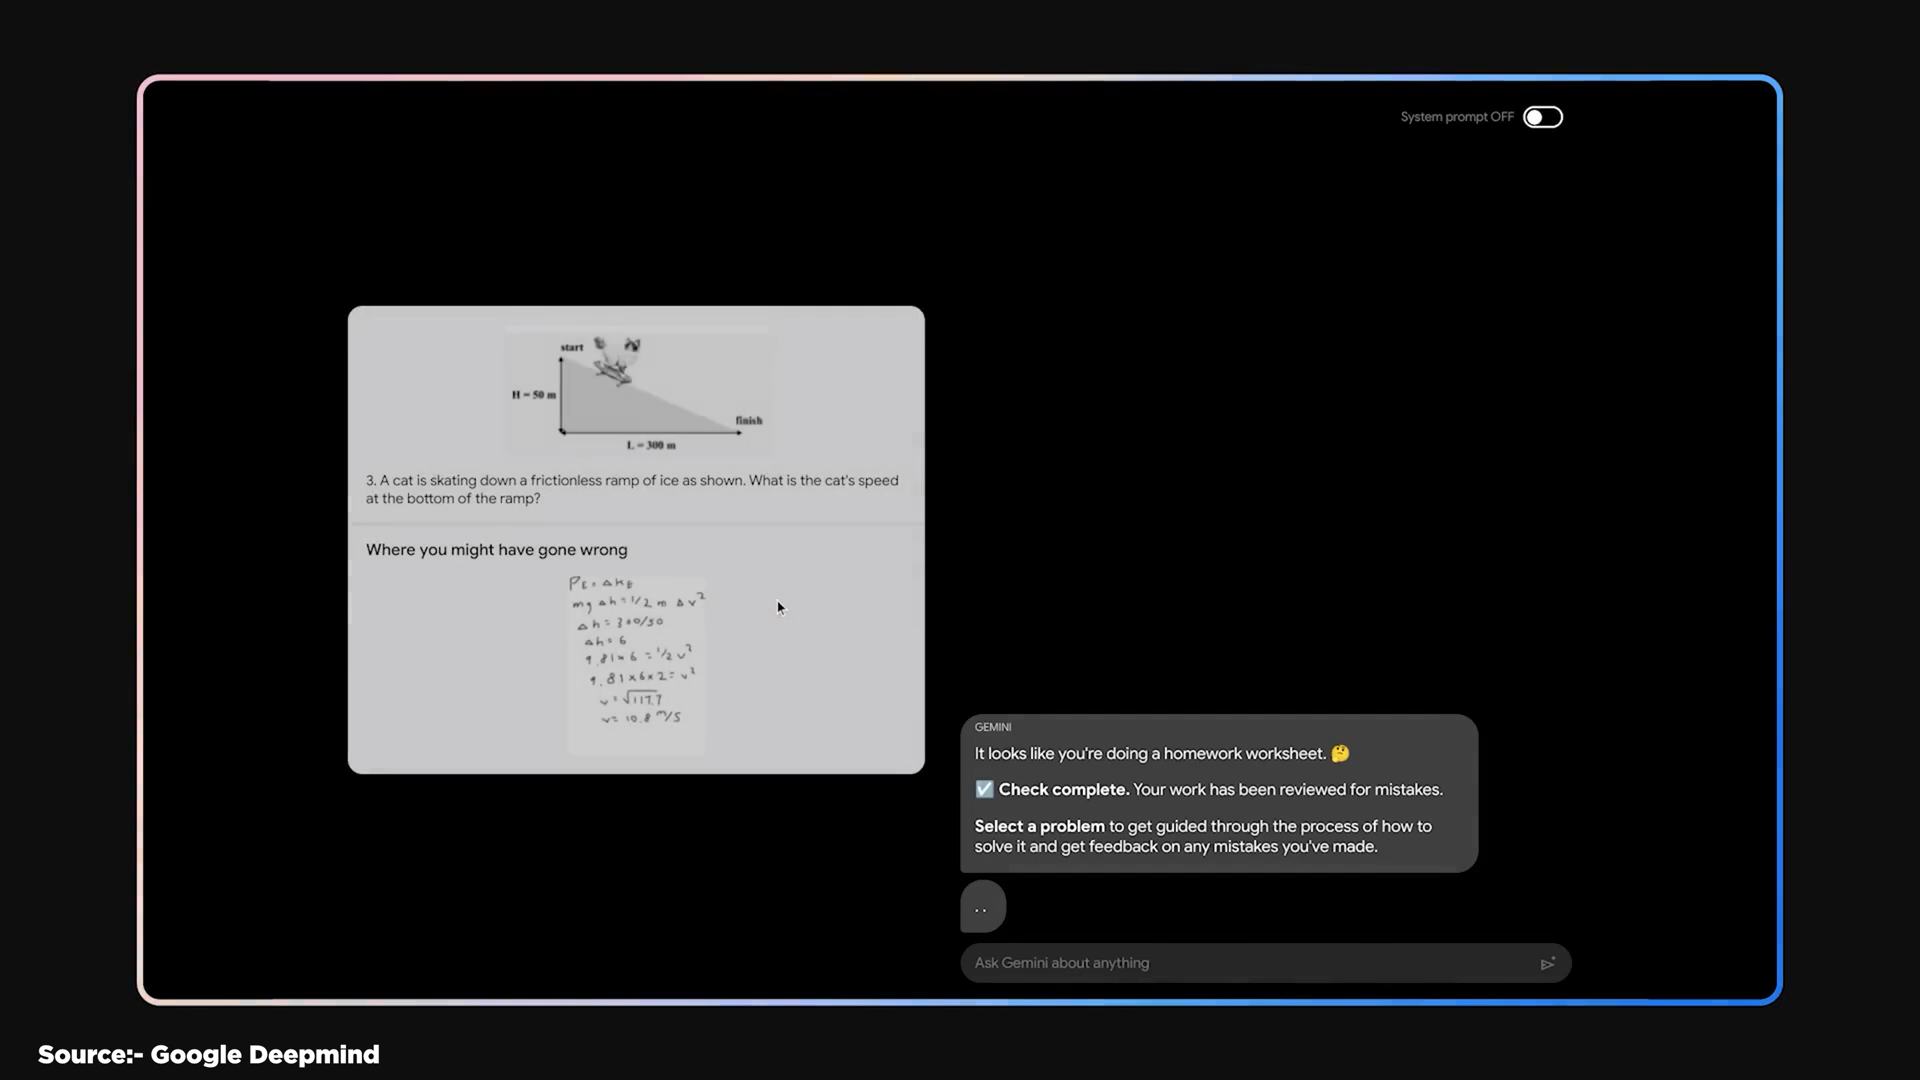 System prompt OFF
start
H = 50 m
finish
L = 300 m
3. A cat is skating down a frictionless ramp of ice as shown. What is the cat's speed
at the bottom of the ramp?
Where you might have gone wrong
PE = ΔKE
mg Δh = 1/2 m Δv²
Δh = 300/50
Δh = 6
9.81 × 6 = 1/2 v²
9.81 × 6 × 2 = v²
v = √117.7
v = 10.8 m/s
GEMINI
It looks like you're doing a homework worksheet. 🤔
☑️ Check complete. Your work has been reviewed for mistakes.
Select a problem to get guided through the process of how to
solve it and get feedback on any mistakes you've made.
..
Ask Gemini about anything
Source:- Google Deepmind